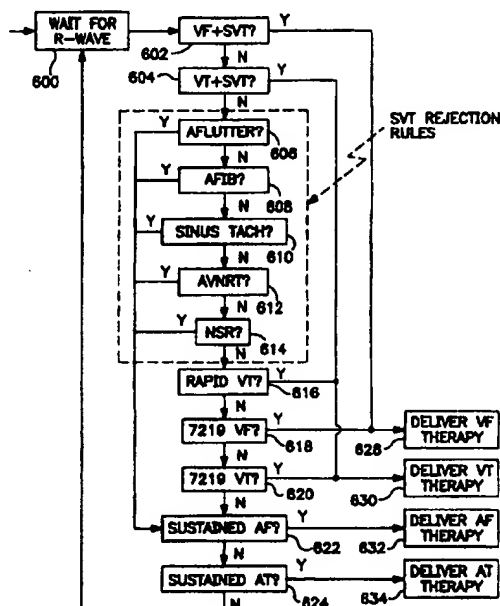 WAIT FOR
R-WAVE
600
VF+SVT?
Y
602
N
604
VT+SVT?
Y
N
SVT REJECTION
RULES
Y
AFLUTTER?
606
N
Y
AFIB?
608
N
Y
SINUS TACH?
610
N
Y
AVNRT?
612
N
Y
NSR?
614
N
RAPID VT?
Y
616
N
7219 VF?
Y
618
N
DELIVER VF
THERAPY
628
7219 VT?
Y
620
N
DELIVER VT
THERAPY
630
SUSTAINED AF?
Y
622
N
DELIVER AF
THERAPY
632
SUSTAINED AT?
Y
624
N
DELIVER AT
THERAPY
634